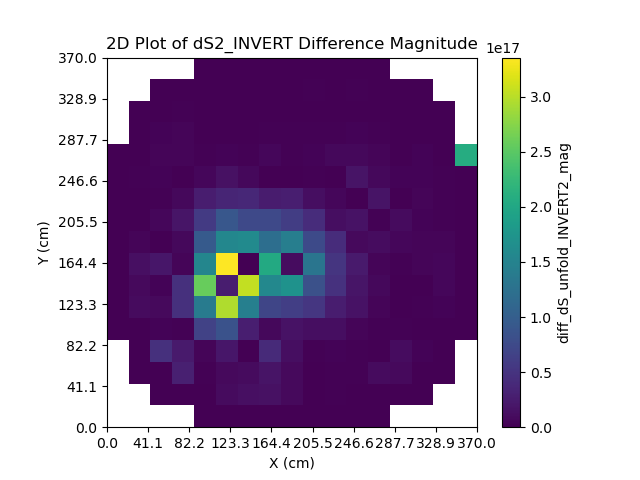 2D Plot of dS2_INVERT Difference Magnitude
1e17
370.0
328.9
287.7
246.6
205.5
164.4
123.3
82.2
41.1
0.0
Y (cm)
0.0 41.1 82.2 123.3 164.4 205.5 246.6 287.7 328.9 370.0
X (cm)
3.0
2.5
2.0
1.5
1.0
0.5
0.0
diff_dS_unfold_INVERT2_mag